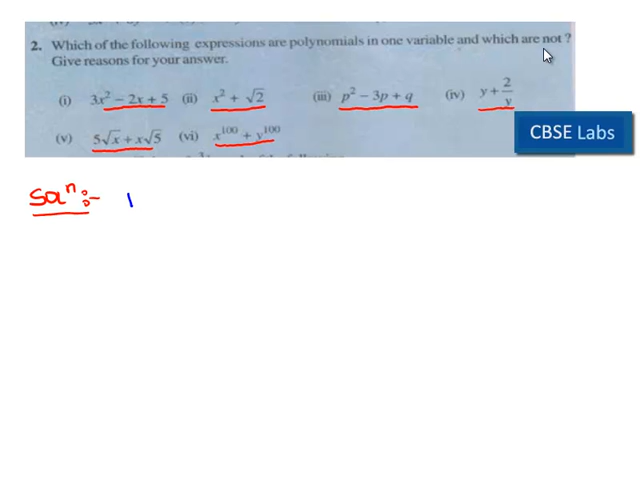 2. Which of the following expressions are polynomials in one variable and which are not ?
Give reasons for your answer.
(i) 3x² − 2x + 5 (ii) x² + √2 (iii) p² − 3p + q (iv) y + 2/y
(v) 5√x + x√5 (vi) x¹⁰⁰ + y¹⁰⁰
CBSE Labs
Solⁿ :-